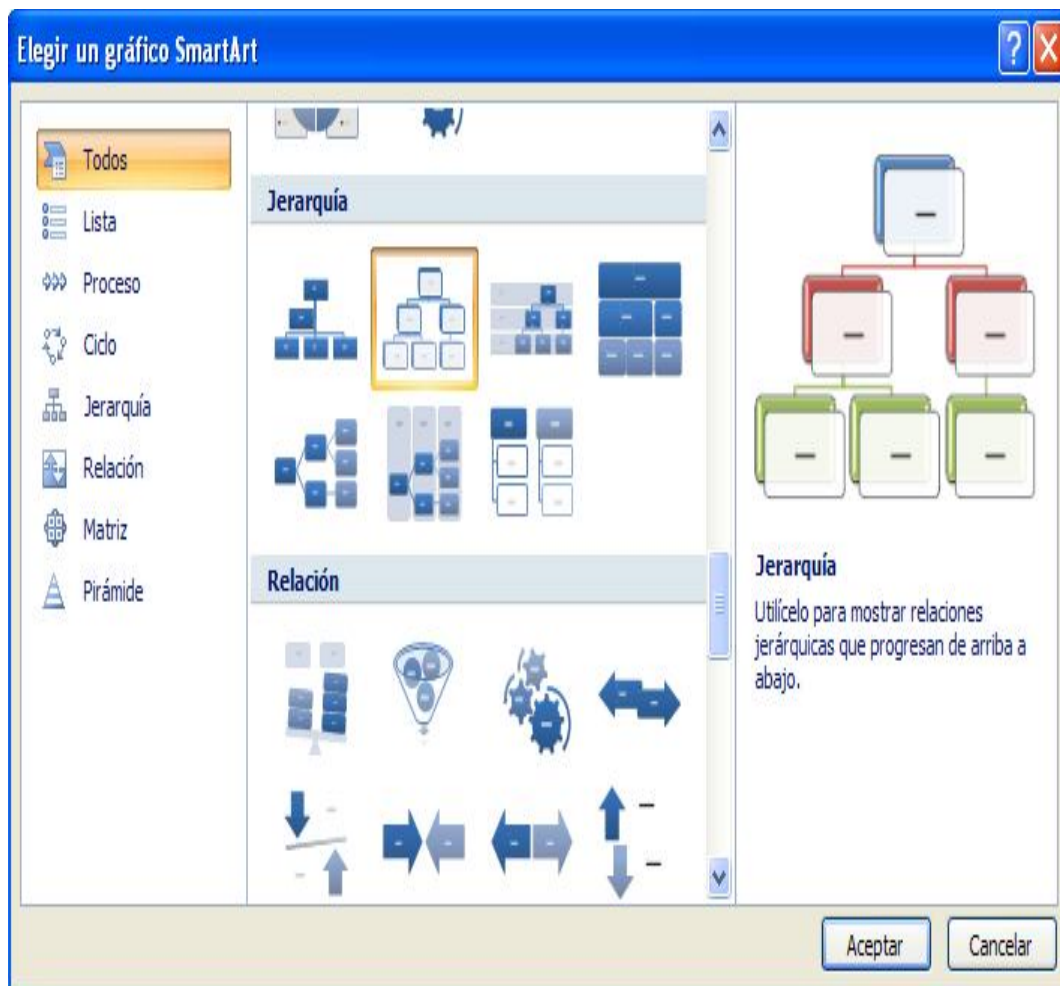 Elegir un gráfico SmartArt
Todos
Lista
Proceso
Ciclo
Jerarquía
Relación
Matriz
Pirámide
Jerarquía
Relación
Jerarquía
Utilícelo para mostrar relaciones
jerárquicas que progresan de arriba a
abajo.
Aceptar
Cancelar